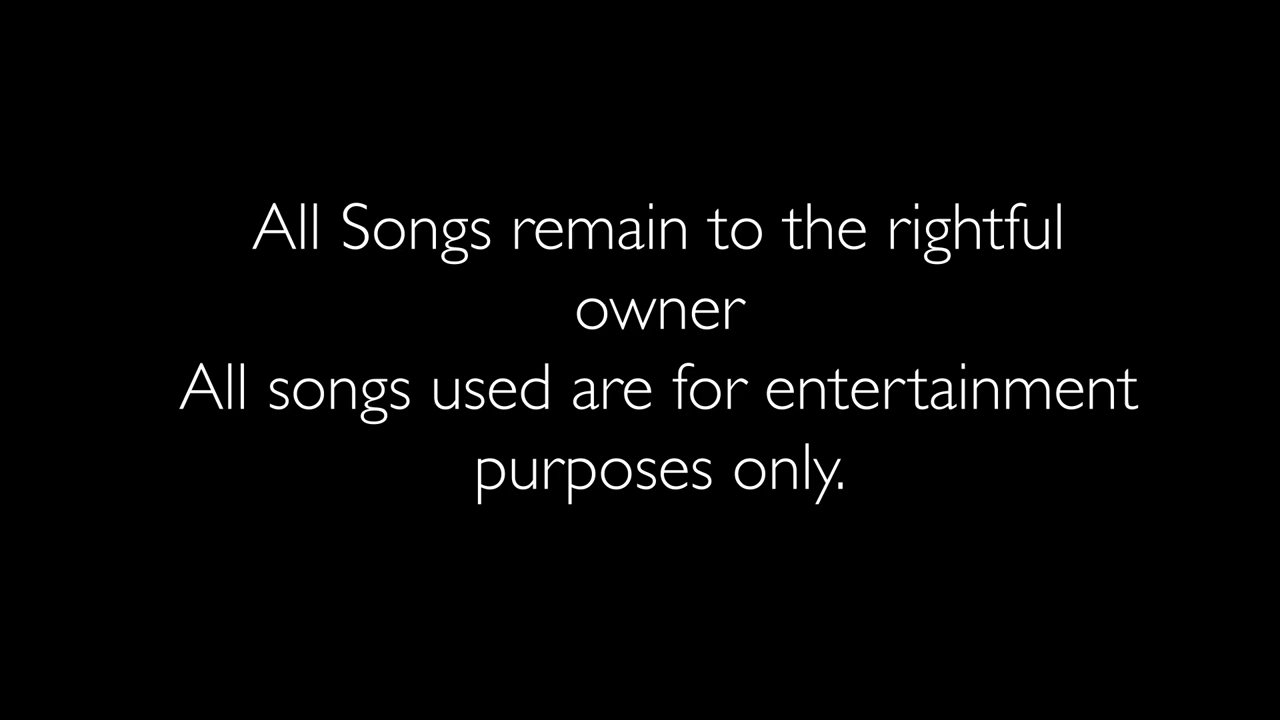 All Songs remain to the rightful
owner
All songs used are for entertainment
purposes only.